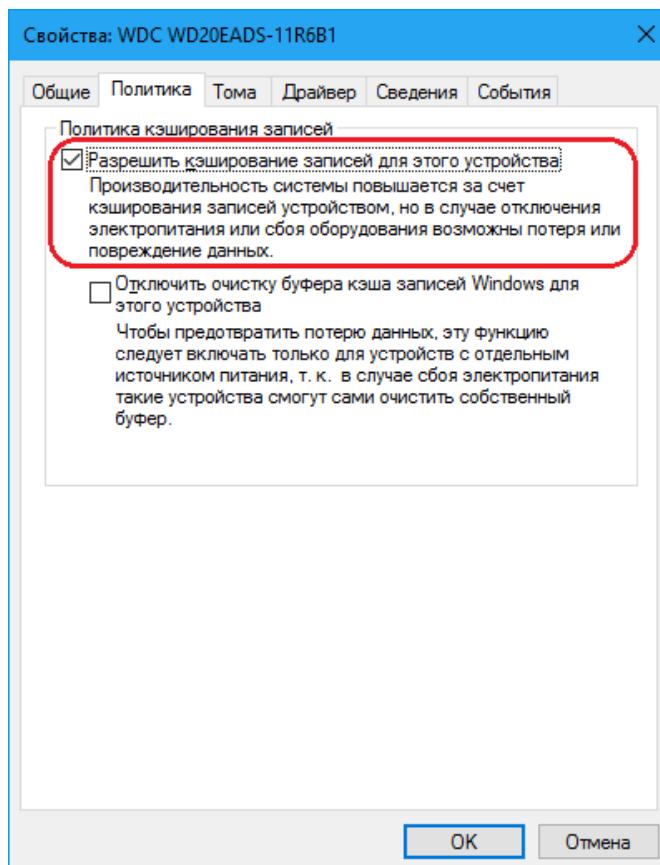 Свойства: WDC WD20EADS-11R6B1
Общие Политика Тома Драйвер Сведения События
Политика кэширования записей
Разрешить кэширование записей для этого устройства
Производительность системы повышается за счет
кэширования записей устройством, но в случае отключения
электропитания или сбоя оборудования возможны потеря или
повреждение данных.
Отключить очистку буфера кэша записей Windows для
этого устройства
Чтобы предотвратить потерю данных, эту функцию
следует включать только для устройств с отдельным
источником питания, т. к. в случае сбоя электропитания
такие устройства смогут сами очистить собственный
буфер.
OK Отмена